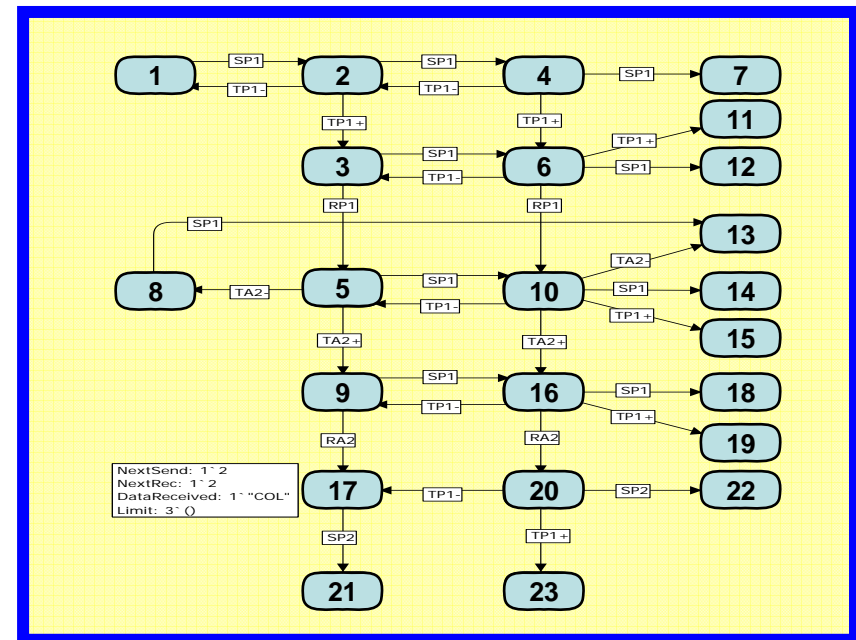 SP1
SP1
1
2
4
SP1
7
TP1-
TP1-
11
TP1+
TP1+
TP1+
SP1
3
6
SP1
12
TP1-
RP1
RP1
SP1
13
TA2-
SP1
8
TA2-
5
10
SP1
14
TP1-
TP1+
15
TA2+
TA2+
SP1
9
16
SP1
18
TP1-
TP1+
19
RA2
RA2
NextSend: 1`2
NextRec: 1`2
DataReceived: 1`"COL"
Limit: 3`()
17
TP1-
20
SP2
22
SP2
TP1+
21
23